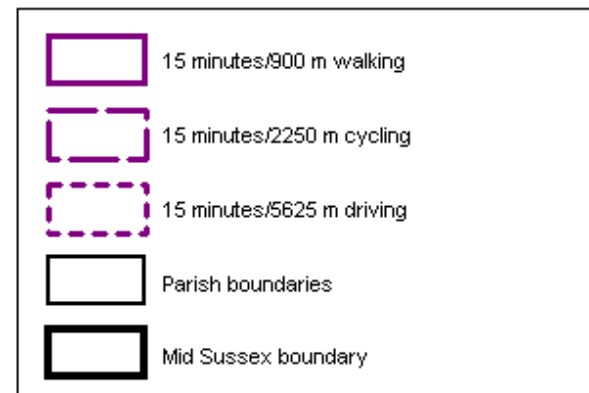 15 minutes/900 m walking
15 minutes/2250 m cycling
15 minutes/5625 m driving
Parish boundaries
Mid Sussex boundary